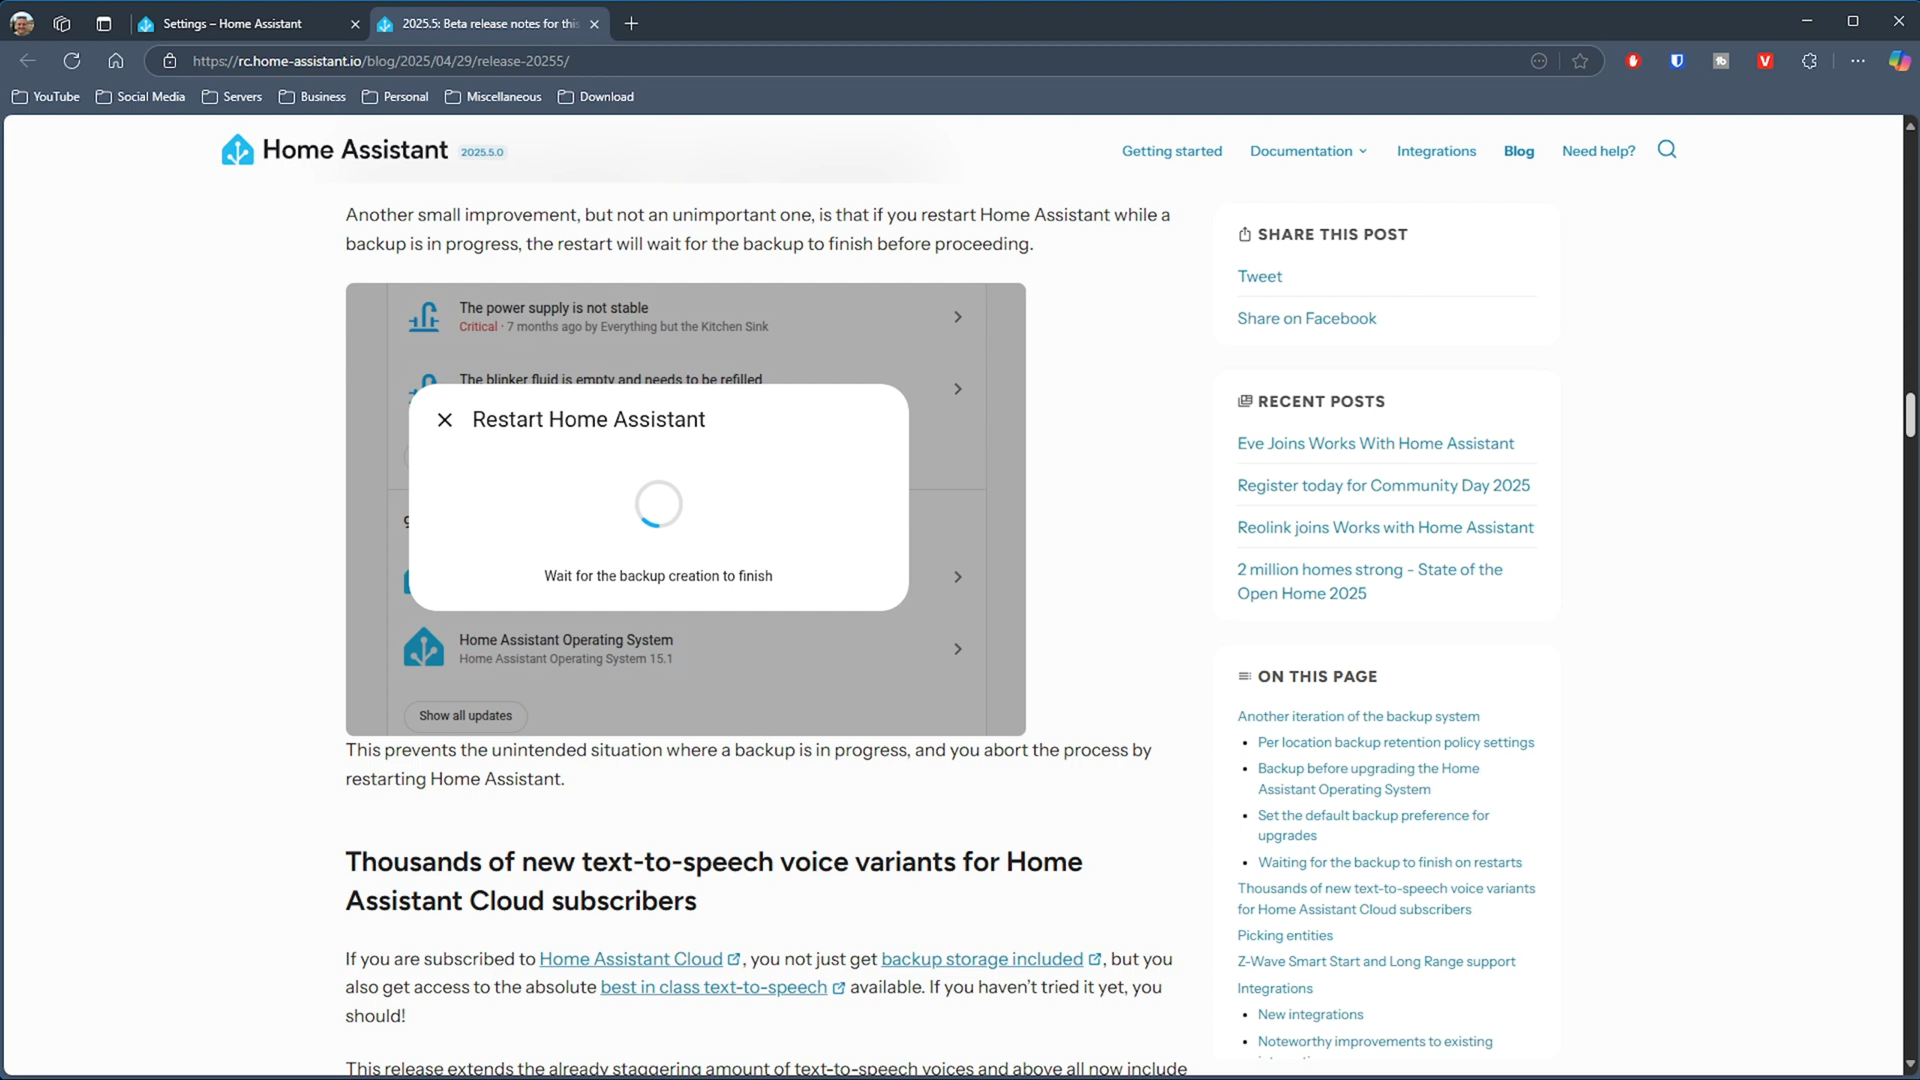 Settings – Home Assistant
2025.5: Beta release notes for this
https://rc.home-assistant.io/blog/2025/04/29/release-20255/
YouTube
Social Media
Servers
Business
Personal
Miscellaneous
Download
Home Assistant 2025.5.0
Getting started
Documentation
Integrations
Blog
Need help?
Another small improvement, but not an unimportant one, is that if you restart Home Assistant while a
backup is in progress, the restart will wait for the backup to finish before proceeding.
The power supply is not stable
Critical · 7 months ago by Everything but the Kitchen Sink
The blinker fluid is empty and needs to be refilled
Restart Home Assistant
Wait for the backup creation to finish
Home Assistant Operating System
Home Assistant Operating System 15.1
Show all updates
This prevents the unintended situation where a backup is in progress, and you abort the process by
restarting Home Assistant.
Thousands of new text-to-speech voice variants for Home
Assistant Cloud subscribers
If you are subscribed to Home Assistant Cloud, you not just get backup storage included, but you
also get access to the absolute best in class text-to-speech available. If you haven’t tried it yet, you
should!
This release extends the already staggering amount of text-to-speech voices and above all now include
SHARE THIS POST
Tweet
Share on Facebook
RECENT POSTS
Eve Joins Works With Home Assistant
Register today for Community Day 2025
Reolink joins Works with Home Assistant
2 million homes strong - State of the
Open Home 2025
ON THIS PAGE
Another iteration of the backup system
Per location backup retention policy settings
Backup before upgrading the Home
Assistant Operating System
Set the default backup preference for
upgrades
Waiting for the backup to finish on restarts
Thousands of new text-to-speech voice variants
for Home Assistant Cloud subscribers
Picking entities
Z-Wave Smart Start and Long Range support
Integrations
New integrations
Noteworthy improvements to existing